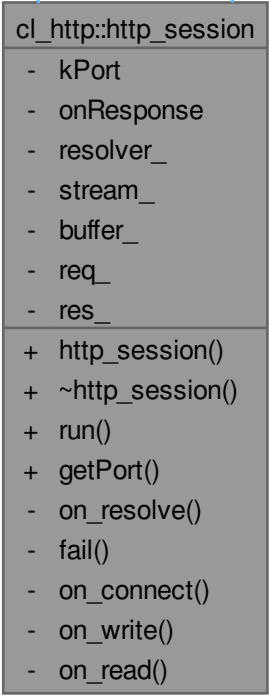 cl_http::http_session
- kPort
- onResponse
- resolver_
- stream_
- buffer_
- req_
- res_
+ http_session()
+ ~http_session()
+ run()
+ getPort()
- on_resolve()
- fail()
- on_connect()
- on_write()
- on_read()